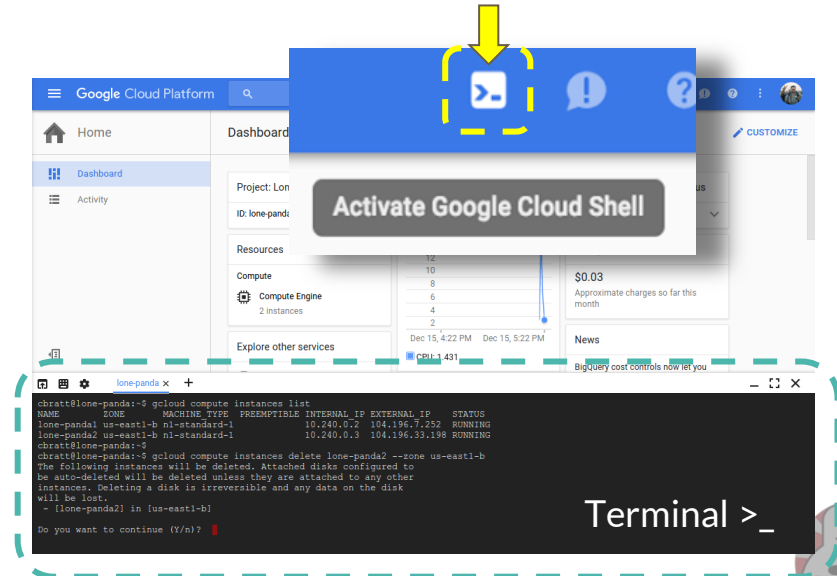 Google Cloud Platform
Home
Dashboard
CUSTOMIZE
Activate Google Cloud Shell
Dashboard
Activity
Project: Lon
us
ID: lone-panda
Resources
Compute
Compute Engine
2 instances
Explore other services
12
10
8
6
4
2
Dec 15, 4:22 PM Dec 15, 5:22 PM
CPU: 1.431
$0.03
Approximate charges so far this
month
News
BigQuery cost controls now let you
lone-panda x +
cbratt@lone-panda:~$ gcloud compute instances list
NAME ZONE MACHINE_TYPE PREEMPTIBLE INTERNAL_IP EXTERNAL_IP STATUS
lone-panda1 us-east1-b n1-standard-1 10.240.0.2 104.196.7.252 RUNNING
lone-panda2 us-east1-b n1-standard-1 10.240.0.3 104.196.33.198 RUNNING
cbratt@lone-panda:~$
cbratt@lone-panda:~$ gcloud compute instances delete lone-panda2 --zone us-east1-b
The following instances will be deleted. Attached disks configured to
be auto-deleted will be deleted unless they are attached to any other
instances. Deleting a disk is irreversible and any data on the disk
will be lost.
- [lone-panda2] in [us-east1-b]
Do you want to continue (Y/n)?
Terminal >_